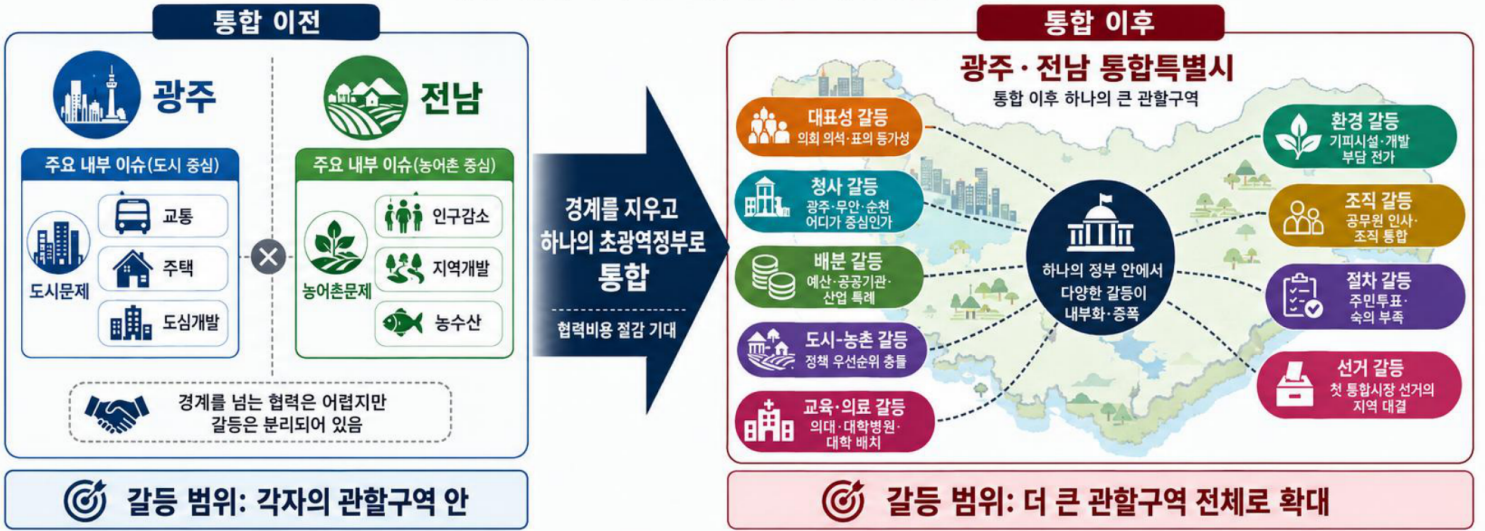 통합 이전
광주
전남
주요 내부 이슈(도시 중심)
도시문제
교통
주택
도심개발
주요 내부 이슈(농어촌 중심)
농어촌문제
인구감소
지역개발
농수산
경계를 넘는 협력은 어렵지만
갈등은 분리되어 있음
갈등 범위: 각자의 관할구역 안
경계를 지우고
하나의 초광역정부로
통합
협력비용 절감 기대
통합 이후
광주·전남 통합특별시
통합 이후 하나의 큰 관할구역
대표성 갈등
의회 의석·표의 등가성
청사 갈등
광주·무안·순천
어디가 중심인가
배분 갈등
예산·공공기관·
산업 특례
도시-농촌 갈등
정책 우선순위 충돌
교육·의료 갈등
의대·대학병원·
대학 배치
하나의 정부 안에서
다양한 갈등이
내부화·증폭
환경 갈등
기피시설·개발
부담 전가
조직 갈등
공무원 인사·
조직 통합
절차 갈등
주민투표·
숙의 부족
선거 갈등
첫 통합시장 선거의
지역 대결
갈등 범위: 더 큰 관할구역 전체로 확대